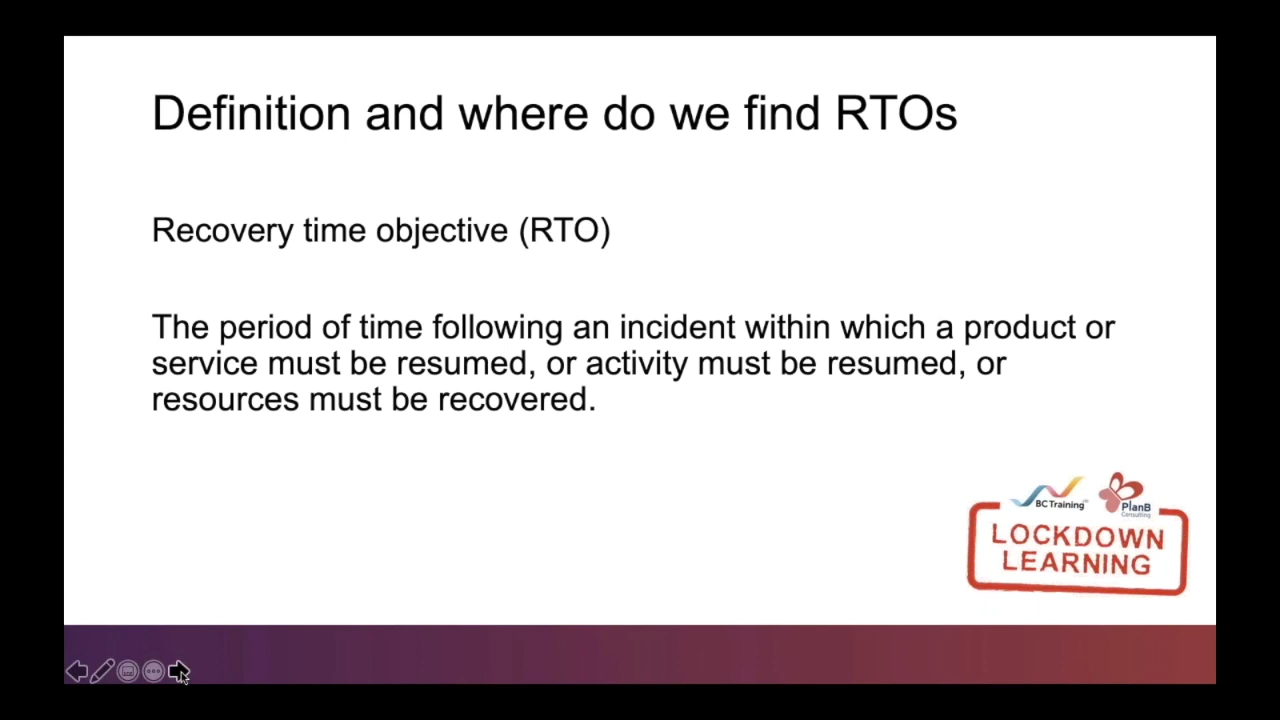 Definition and where do we find RTOs
Recovery time objective (RTO)
The period of time following an incident within which a product or
service must be resumed, or activity must be resumed, or
resources must be recovered.
BC Training
PlanB
Consulting
LOCKDOWN
LEARNING